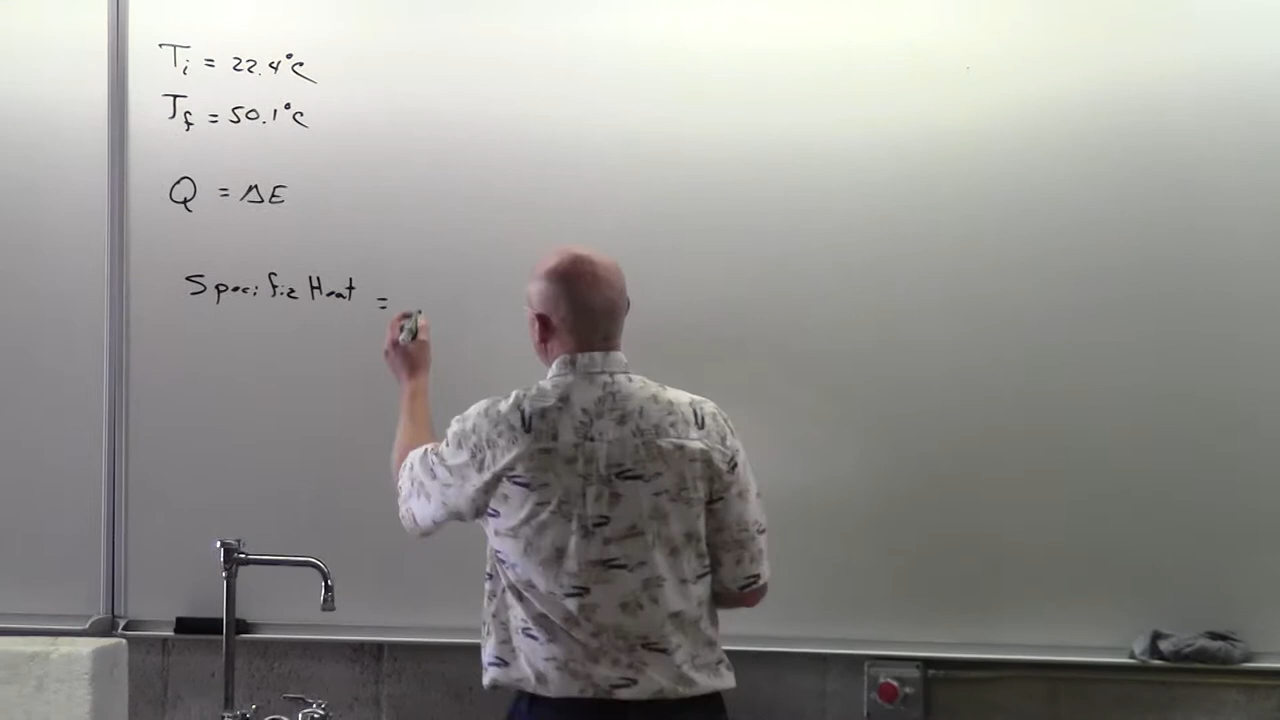 Ti = 22.4°C
Tf = 50.1°C
Q = ΔE
Specific Heat =